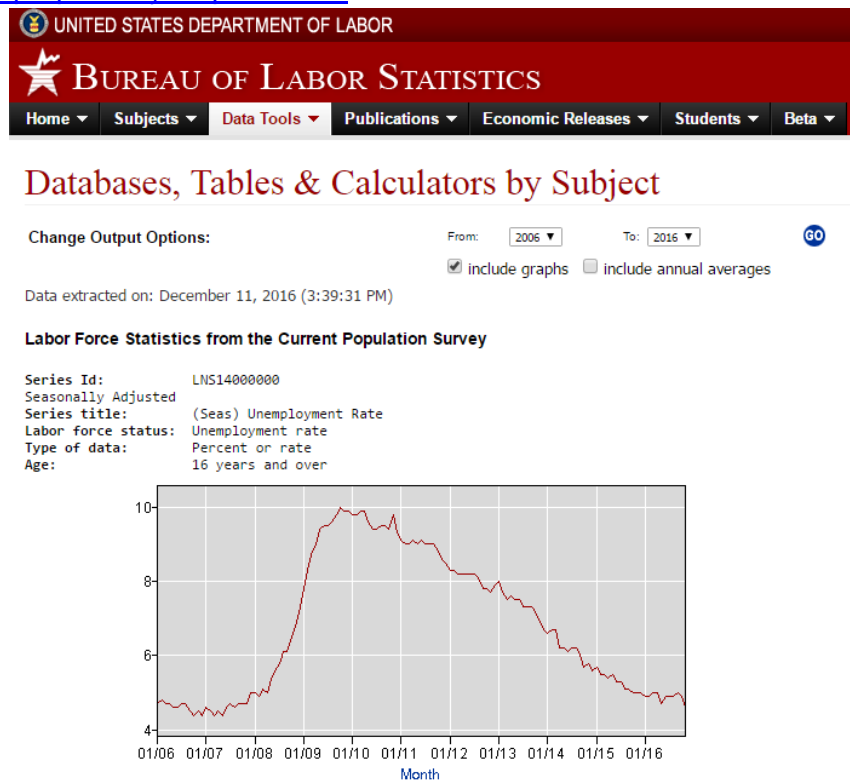 UNITED STATES DEPARTMENT OF LABOR
BUREAU OF LABOR STATISTICS
Home ▼ Subjects ▼ Data Tools ▼ Publications ▼ Economic Releases ▼ Students ▼ Beta ▼
Databases, Tables & Calculators by Subject
Change Output Options: From: 2006 ▼ To: 2016 ▼ GO
include graphs include annual averages
Data extracted on: December 11, 2016 (3:39:31 PM)
Labor Force Statistics from the Current Population Survey
Series Id: LNS14000000
Seasonally Adjusted
Series title: (Seas) Unemployment Rate
Labor force status: Unemployment rate
Type of data: Percent or rate
Age: 16 years and over
10
8
6
4
01/06 01/07 01/08 01/09 01/10 01/11 01/12 01/13 01/14 01/15 01/16
Month